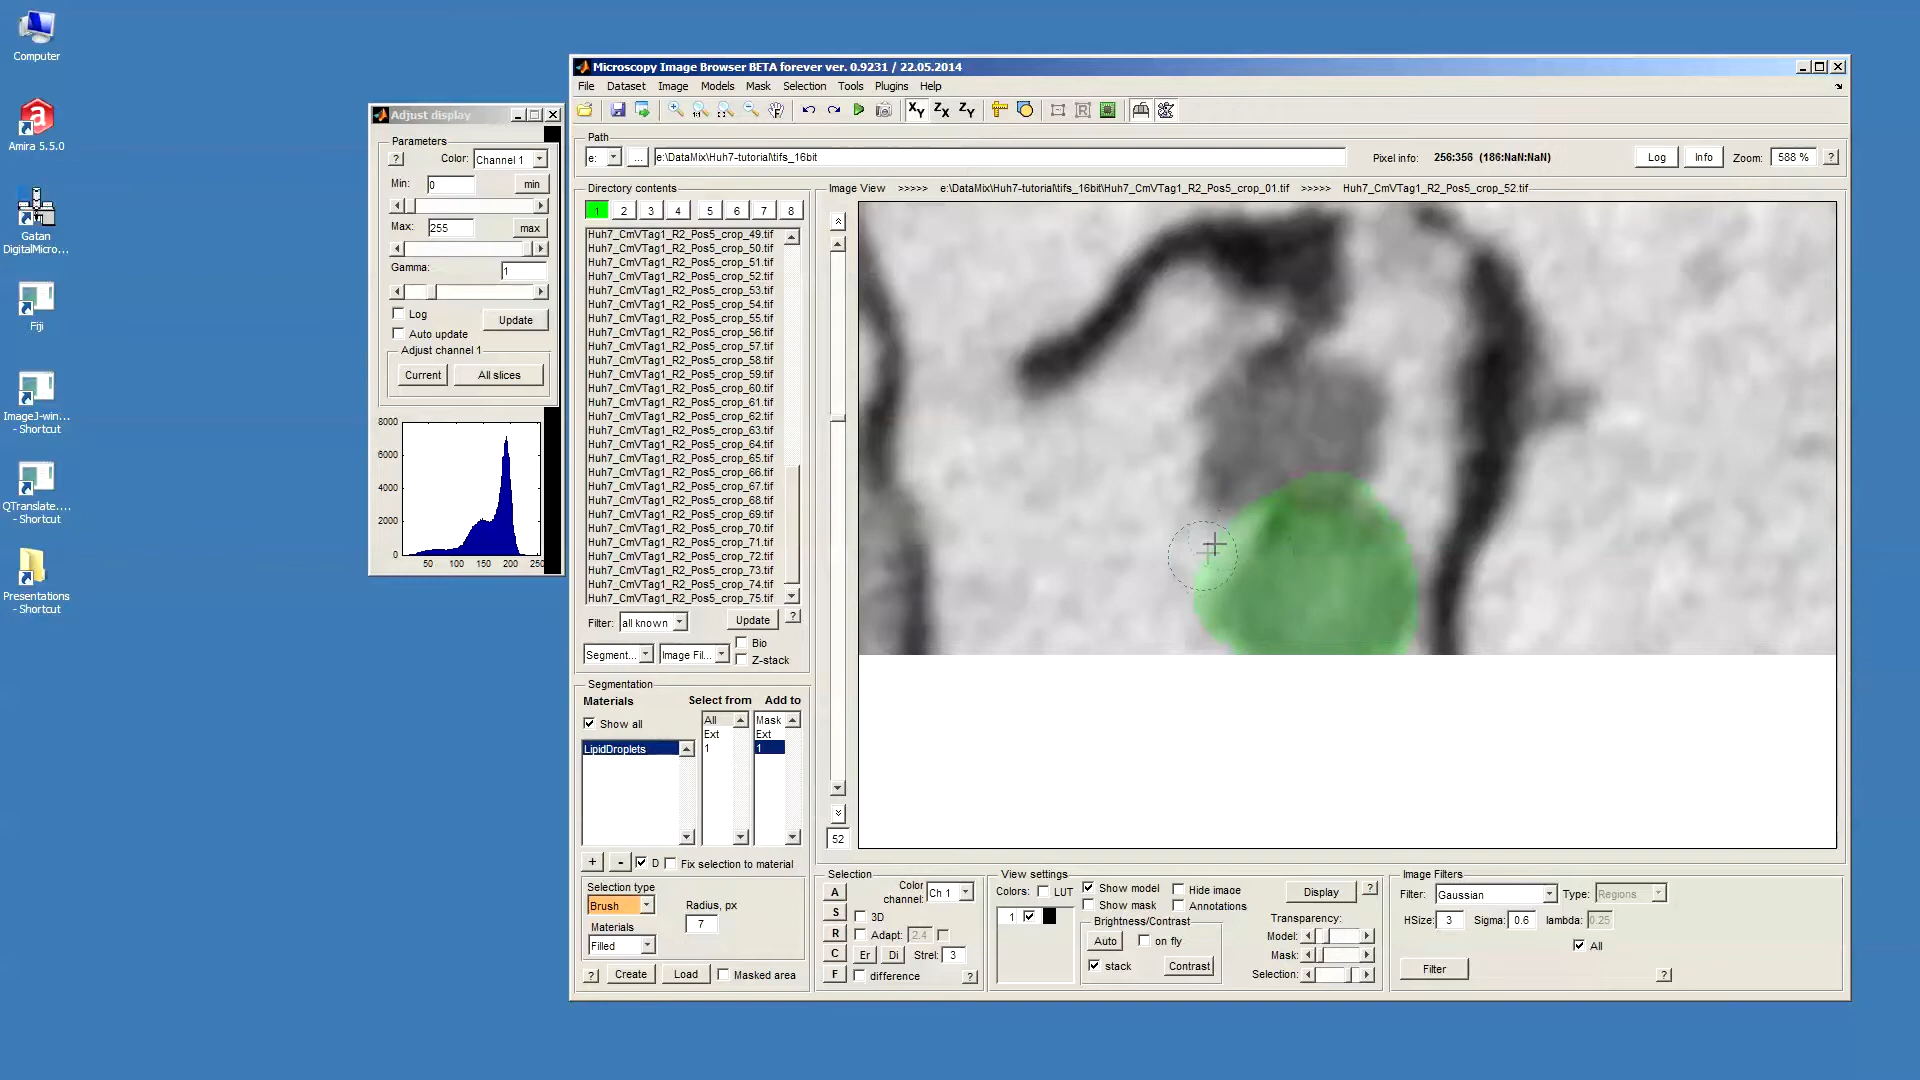 Computer
Amira 5.5.0
Gatan
DigitalMicro...
Fiji
ImageJ-win...
- Shortcut
QTranslate....
- Shortcut
Presentations
- Shortcut
Adjust display
Parameters
? Color: Channel 1
Min: 0 min
Max: 255 max
Gamma: 1
Log
Update
Auto update
Adjust channel 1
Current All slices
8000
6000
4000
2000
0
50 100 150 200 250
Microscopy Image Browser BETA forever ver. 0.9231 / 22.05.2014
File Dataset Image Models Mask Selection Tools Plugins Help
XY ZX ZY
Path
e: ... e:\DataMix\Huh7-tutorial\tifs_16bit Pixel info: 256:356 (186:NaN:NaN) Log Info Zoom: 588 % ?
Directory contents
1 2 3 4 5 6 7 8
Huh7_CmVTag1_R2_Pos5_crop_49.tif
Huh7_CmVTag1_R2_Pos5_crop_50.tif
Huh7_CmVTag1_R2_Pos5_crop_51.tif
Huh7_CmVTag1_R2_Pos5_crop_52.tif
Huh7_CmVTag1_R2_Pos5_crop_53.tif
Huh7_CmVTag1_R2_Pos5_crop_54.tif
Huh7_CmVTag1_R2_Pos5_crop_55.tif
Huh7_CmVTag1_R2_Pos5_crop_56.tif
Huh7_CmVTag1_R2_Pos5_crop_57.tif
Huh7_CmVTag1_R2_Pos5_crop_58.tif
Huh7_CmVTag1_R2_Pos5_crop_59.tif
Huh7_CmVTag1_R2_Pos5_crop_60.tif
Huh7_CmVTag1_R2_Pos5_crop_61.tif
Huh7_CmVTag1_R2_Pos5_crop_62.tif
Huh7_CmVTag1_R2_Pos5_crop_63.tif
Huh7_CmVTag1_R2_Pos5_crop_64.tif
Huh7_CmVTag1_R2_Pos5_crop_65.tif
Huh7_CmVTag1_R2_Pos5_crop_66.tif
Huh7_CmVTag1_R2_Pos5_crop_67.tif
Huh7_CmVTag1_R2_Pos5_crop_68.tif
Huh7_CmVTag1_R2_Pos5_crop_69.tif
Huh7_CmVTag1_R2_Pos5_crop_70.tif
Huh7_CmVTag1_R2_Pos5_crop_71.tif
Huh7_CmVTag1_R2_Pos5_crop_72.tif
Huh7_CmVTag1_R2_Pos5_crop_73.tif
Huh7_CmVTag1_R2_Pos5_crop_74.tif
Huh7_CmVTag1_R2_Pos5_crop_75.tif
Filter: all known Update ?
Bio
Segment... Image Fil... Z-stack
Image View >>>>> e:\DataMix\Huh7-tutorial\tifs_16bit\Huh7_CmVTag1_R2_Pos5_crop_01.tif >>>>> Huh7_CmVTag1_R2_Pos5_crop_52.tif
52
Segmentation
Materials Select from Add to
Show all
All Mask
Ext Ext
LipidDroplets 1 1
+ - D Fix selection to material
Selection type
Brush Radius, px
7
Materials
Filled
? Create Load Masked area
Selection
A Color channel: Ch 1
S 3D
R Adapt: 2.4
C Er Di Strel: 3
F difference ?
View settings
Colors: LUT Show model Hide image Display ?
Show mask Annotations
1
Brightness/Contrast
Auto on fly
stack Contrast
Transparency:
Model:
Mask:
Selection:
Image Filters
Filter: Gaussian Type: Regions
HSize: 3 Sigma: 0.6 lambda: 0.25
All
Filter ?